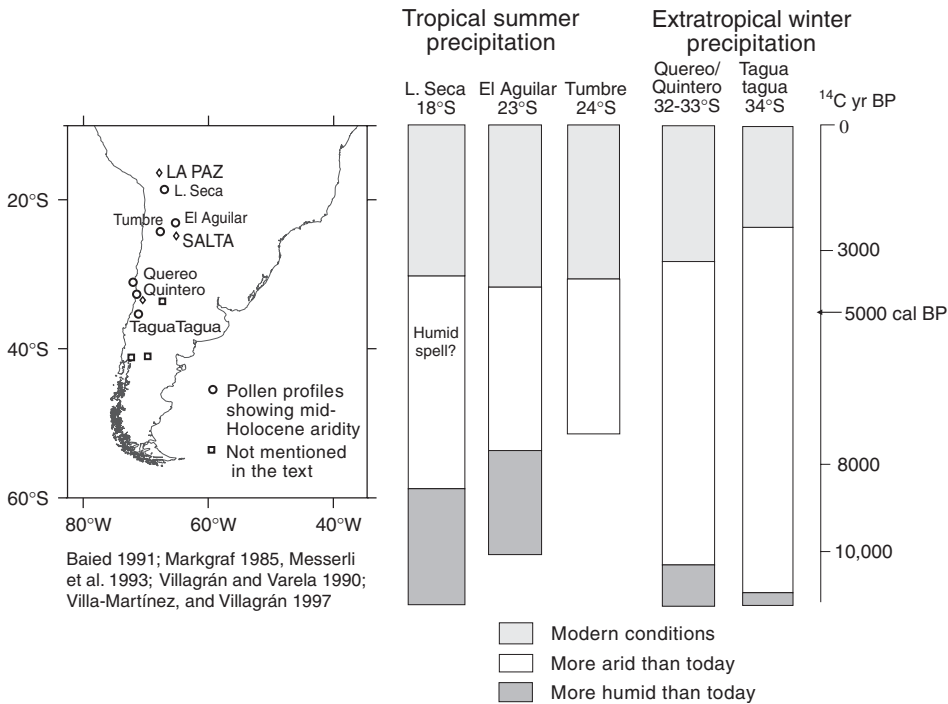 Tropical summer
precipitation
Extratropical winter
precipitation
L. Seca
18°S
El Aguilar
23°S
Tumbre
24°S
Quereo/
Quintero
32-33°S
Tagua
tagua
34°S
¹⁴C yr BP
0
3000
5000 cal BP
8000
10,000
Humid
spell?
20°S
40°S
60°S
80°W
60°W
40°W
LA PAZ
L. Seca
Tumbre
El Aguilar
SALTA
Quereo
Quintero
TaguaTagua
Pollen profiles
showing mid-
Holocene aridity
Not mentioned
in the text
Baied 1991; Markgraf 1985, Messerli
et al. 1993; Villagrán and Varela 1990;
Villa-Martínez, and Villagrán 1997
Modern conditions
More arid than today
More humid than today